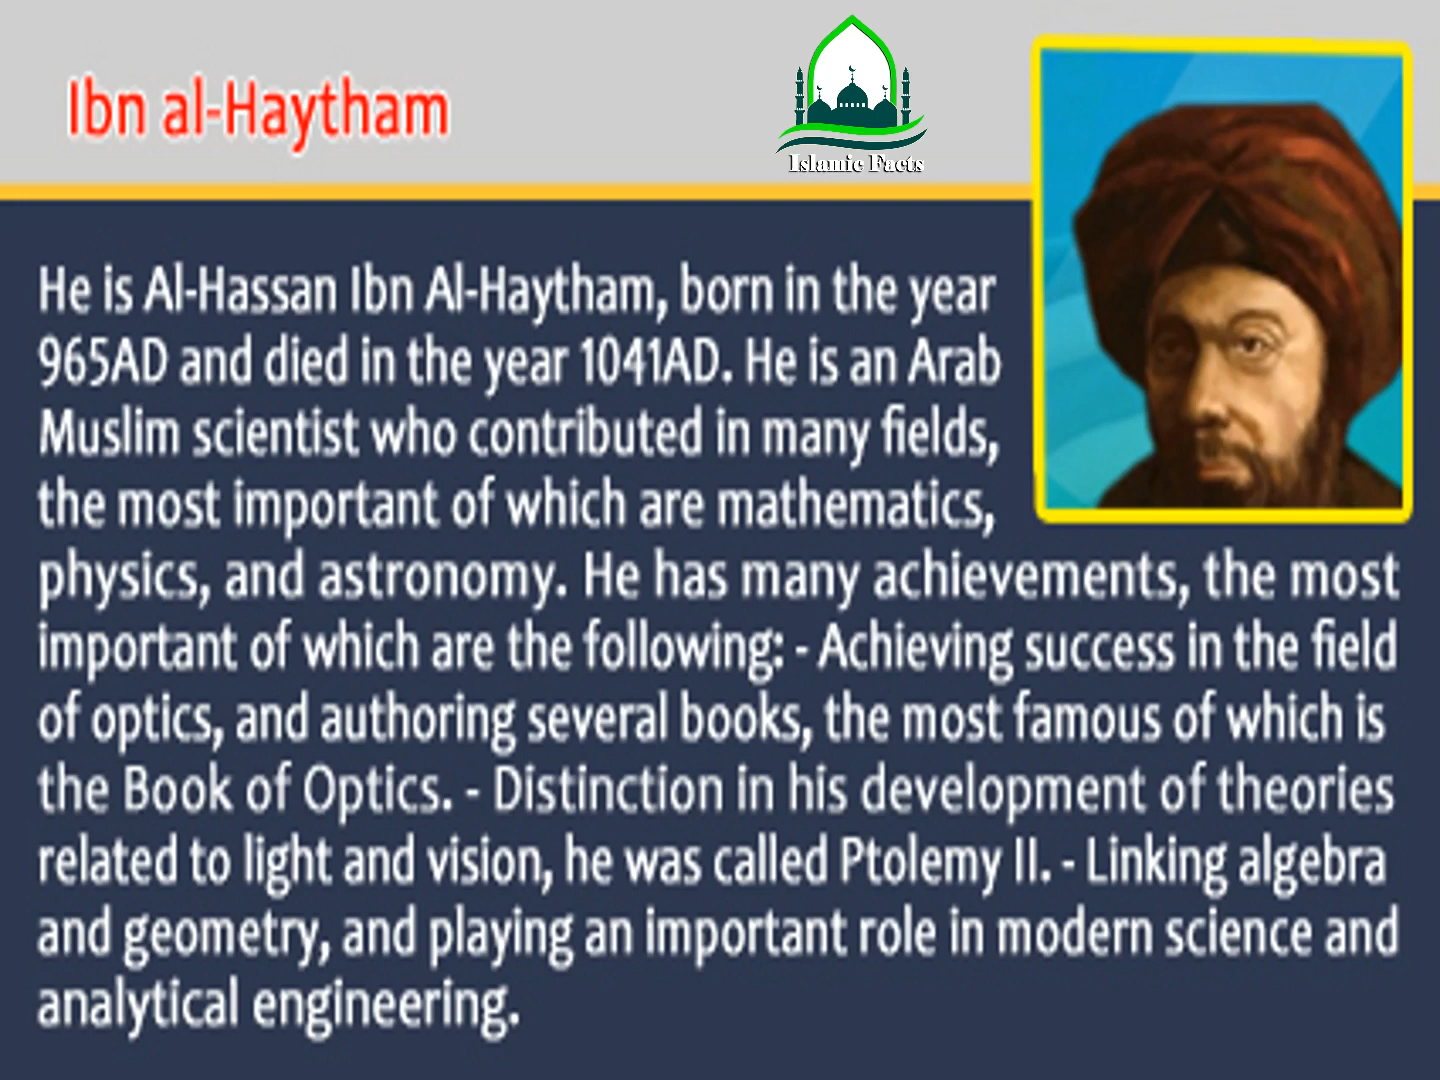 Ibn al-Haytham
Islamic Facts
He is Al-Hassan Ibn Al-Haytham, born in the year
965AD and died in the year 1041AD. He is an Arab
Muslim scientist who contributed in many fields,
the most important of which are mathematics,
physics, and astronomy. He has many achievements, the most
important of which are the following: - Achieving success in the field
of optics, and authoring several books, the most famous of which is
the Book of Optics. - Distinction in his development of theories
related to light and vision, he was called Ptolemy II. - Linking algebra
and geometry, and playing an important role in modern science and
analytical engineering.